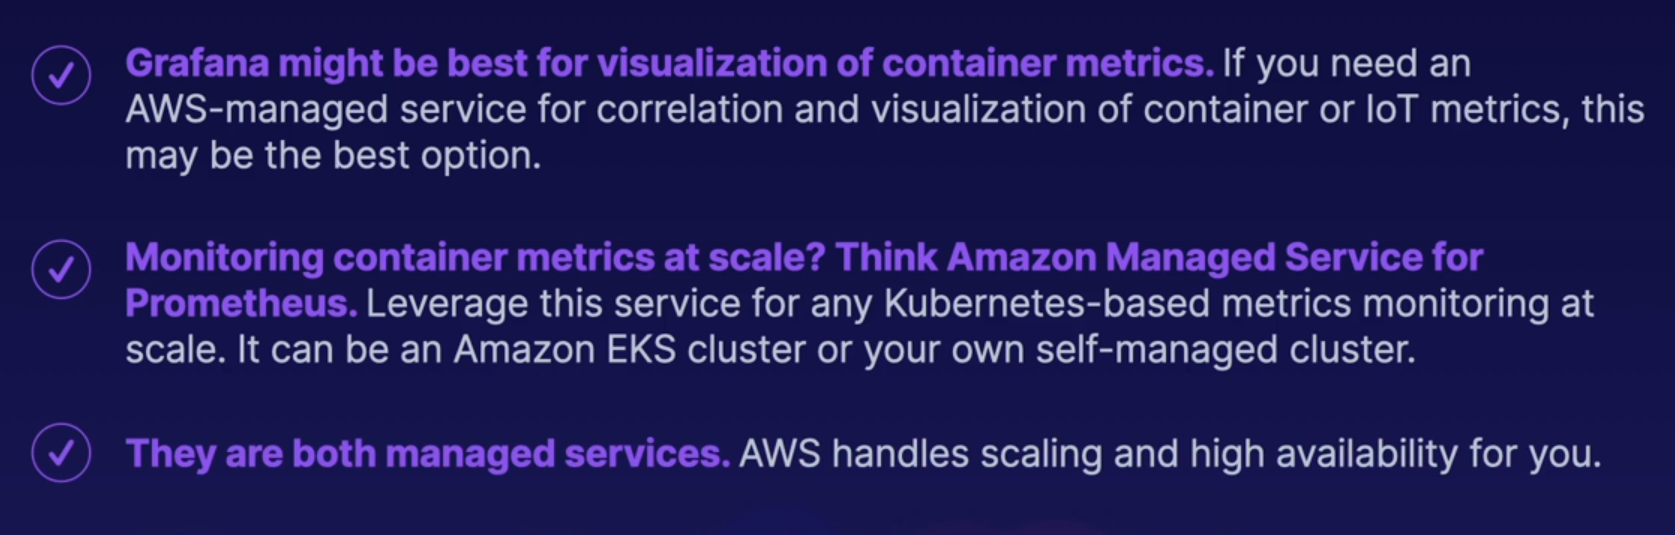 Grafana might be best for visualization of container metrics. If you need an
AWS-managed service for correlation and visualization of container or IoT metrics, this
may be the best option.
Monitoring container metrics at scale? Think Amazon Managed Service for
Prometheus. Leverage this service for any Kubernetes-based metrics monitoring at
scale. It can be an Amazon EKS cluster or your own self-managed cluster.
They are both managed services. AWS handles scaling and high availability for you.